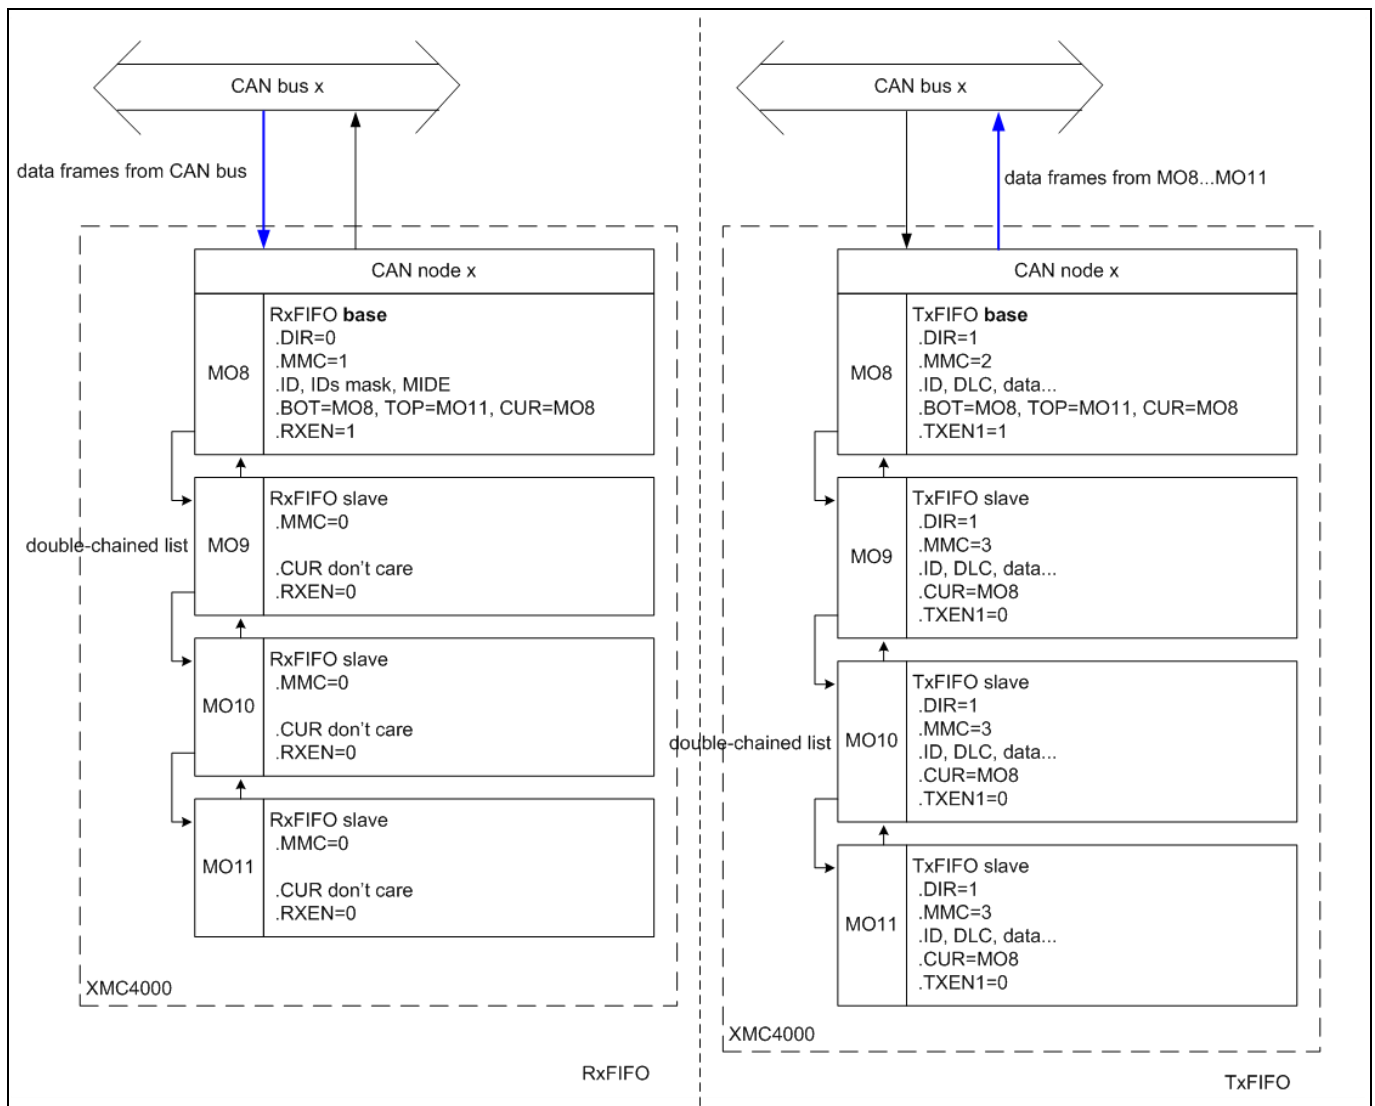 CAN bus x
data frames from CAN bus
CAN node x
MO8
RxFIFO base
.DIR=0
.MMC=1
.ID, IDs mask, MIDE
.BOT=MO8, TOP=MO11, CUR=MO8
.RXEN=1
double-chained list
MO9
RxFIFO slave
.MMC=0
.CUR don't care
.RXEN=0
MO10
RxFIFO slave
.MMC=0
.CUR don't care
.RXEN=0
MO11
RxFIFO slave
.MMC=0
.CUR don't care
.RXEN=0
XMC4000
RxFIFO
CAN bus x
data frames from MO8...MO11
CAN node x
MO8
TxFIFO base
.DIR=1
.MMC=2
.ID, DLC, data...
.BOT=MO8, TOP=MO11, CUR=MO8
.TXEN1=1
MO9
TxFIFO slave
.DIR=1
.MMC=3
.ID, DLC, data...
.CUR=MO8
.TXEN1=0
double-chained list
MO10
TxFIFO slave
.DIR=1
.MMC=3
.ID, DLC, data...
.CUR=MO8
.TXEN1=0
MO11
TxFIFO slave
.DIR=1
.MMC=3
.ID, DLC, data...
.CUR=MO8
.TXEN1=0
XMC4000
TxFIFO